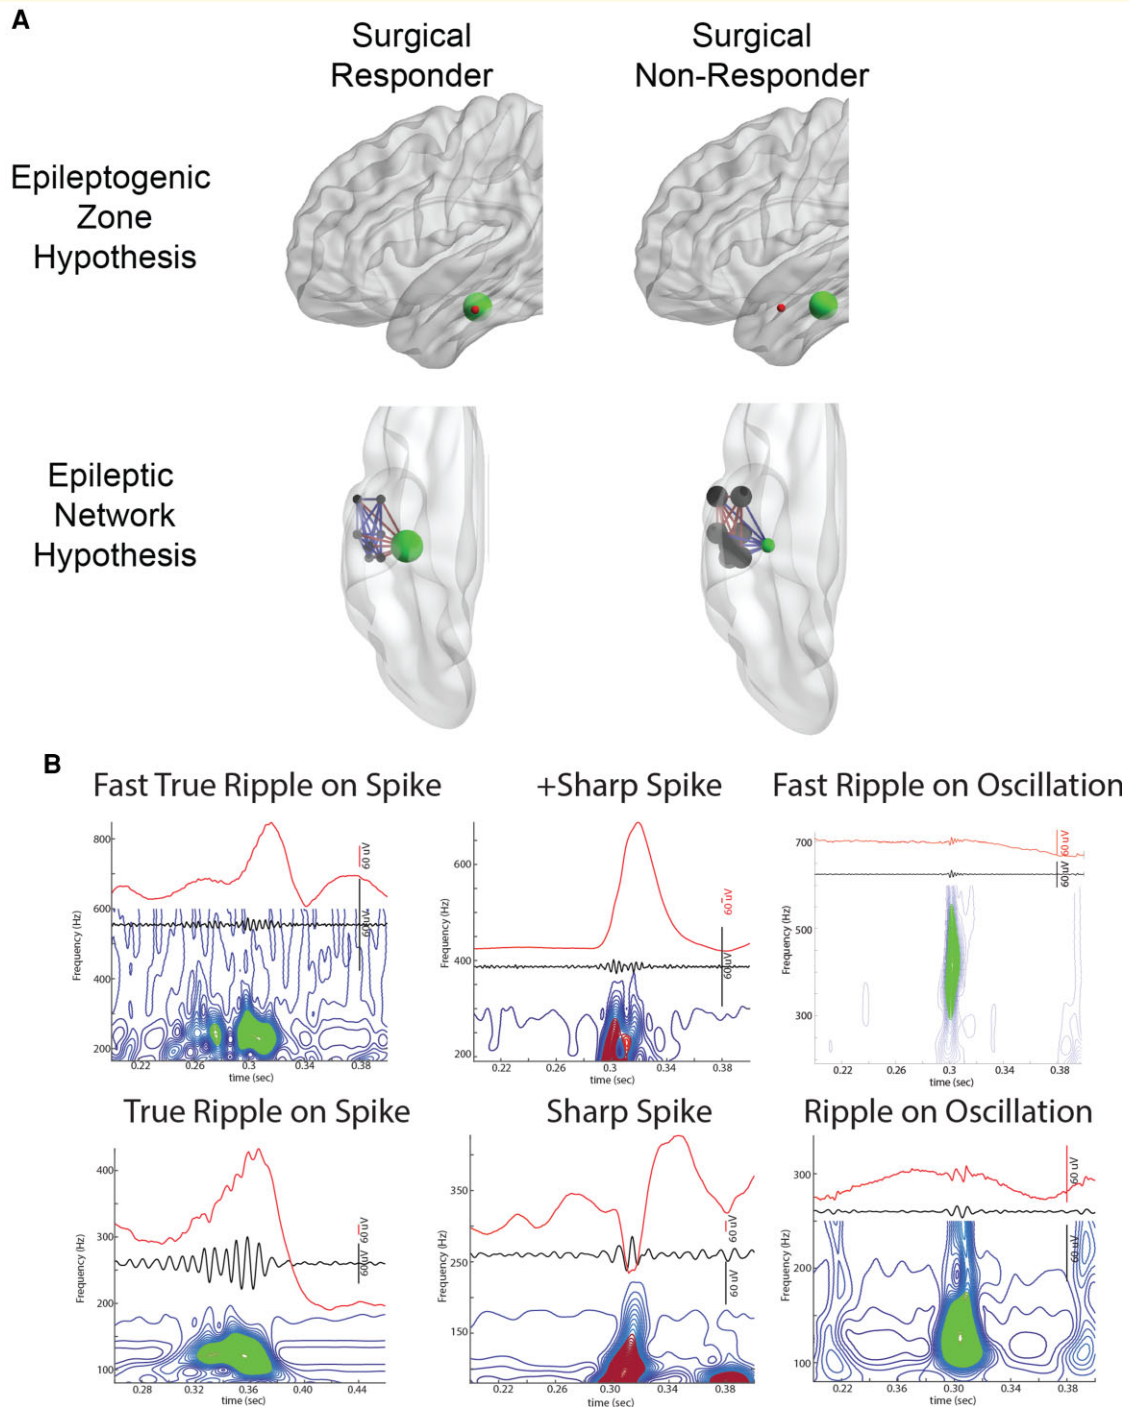 A
Surgical
Responder
Surgical
Non-Responder
Epileptogenic
Zone
Hypothesis
Epileptic
Network
Hypothesis
B
Fast True Ripple on Spike
800
600
400
200
Frequency (Hz)
60 uV
60uV
0.22
0.26
0.3
0.34
0.38
time (sec)
+Sharp Spike
600
400
200
Frequency (Hz)
60
60 uV
0.22
0.26
0.3
0.34
0.38
time (sec)
Fast Ripple on Oscillation
700
500
300
Frequency (Hz)
60 uV
60 uV
0.22
0.26
0.3
0.34
0.38
time (sec)
True Ripple on Spike
400
300
200
100
Frequency (Hz)
60 uV
60uV
0.28
0.32
0.36
0.40
0.44
time (sec)
Sharp Spike
350
250
150
Frequency (Hz)
60 uV
60 uV
0.22
0.26
0.30
0.34
0.38
time (sec)
Ripple on Oscillation
300
200
100
Frequency (Hz)
60 uV
60uV
0.22
0.26
0.30
0.34
0.38
time (sec)